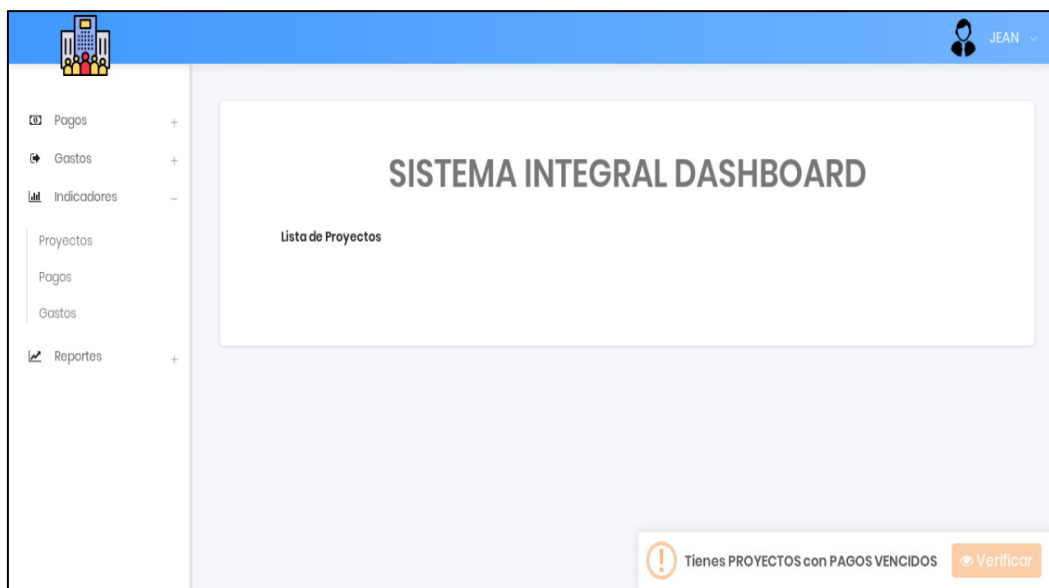 JEAN
Pagos
Gastos
Indicadores
Proyectos
Pagos
Gastos
Reportes
SISTEMA INTEGRAL DASHBOARD
Lista de Proyectos
Tienes PROYECTOS con PAGOS VENCIDOS
Verificar